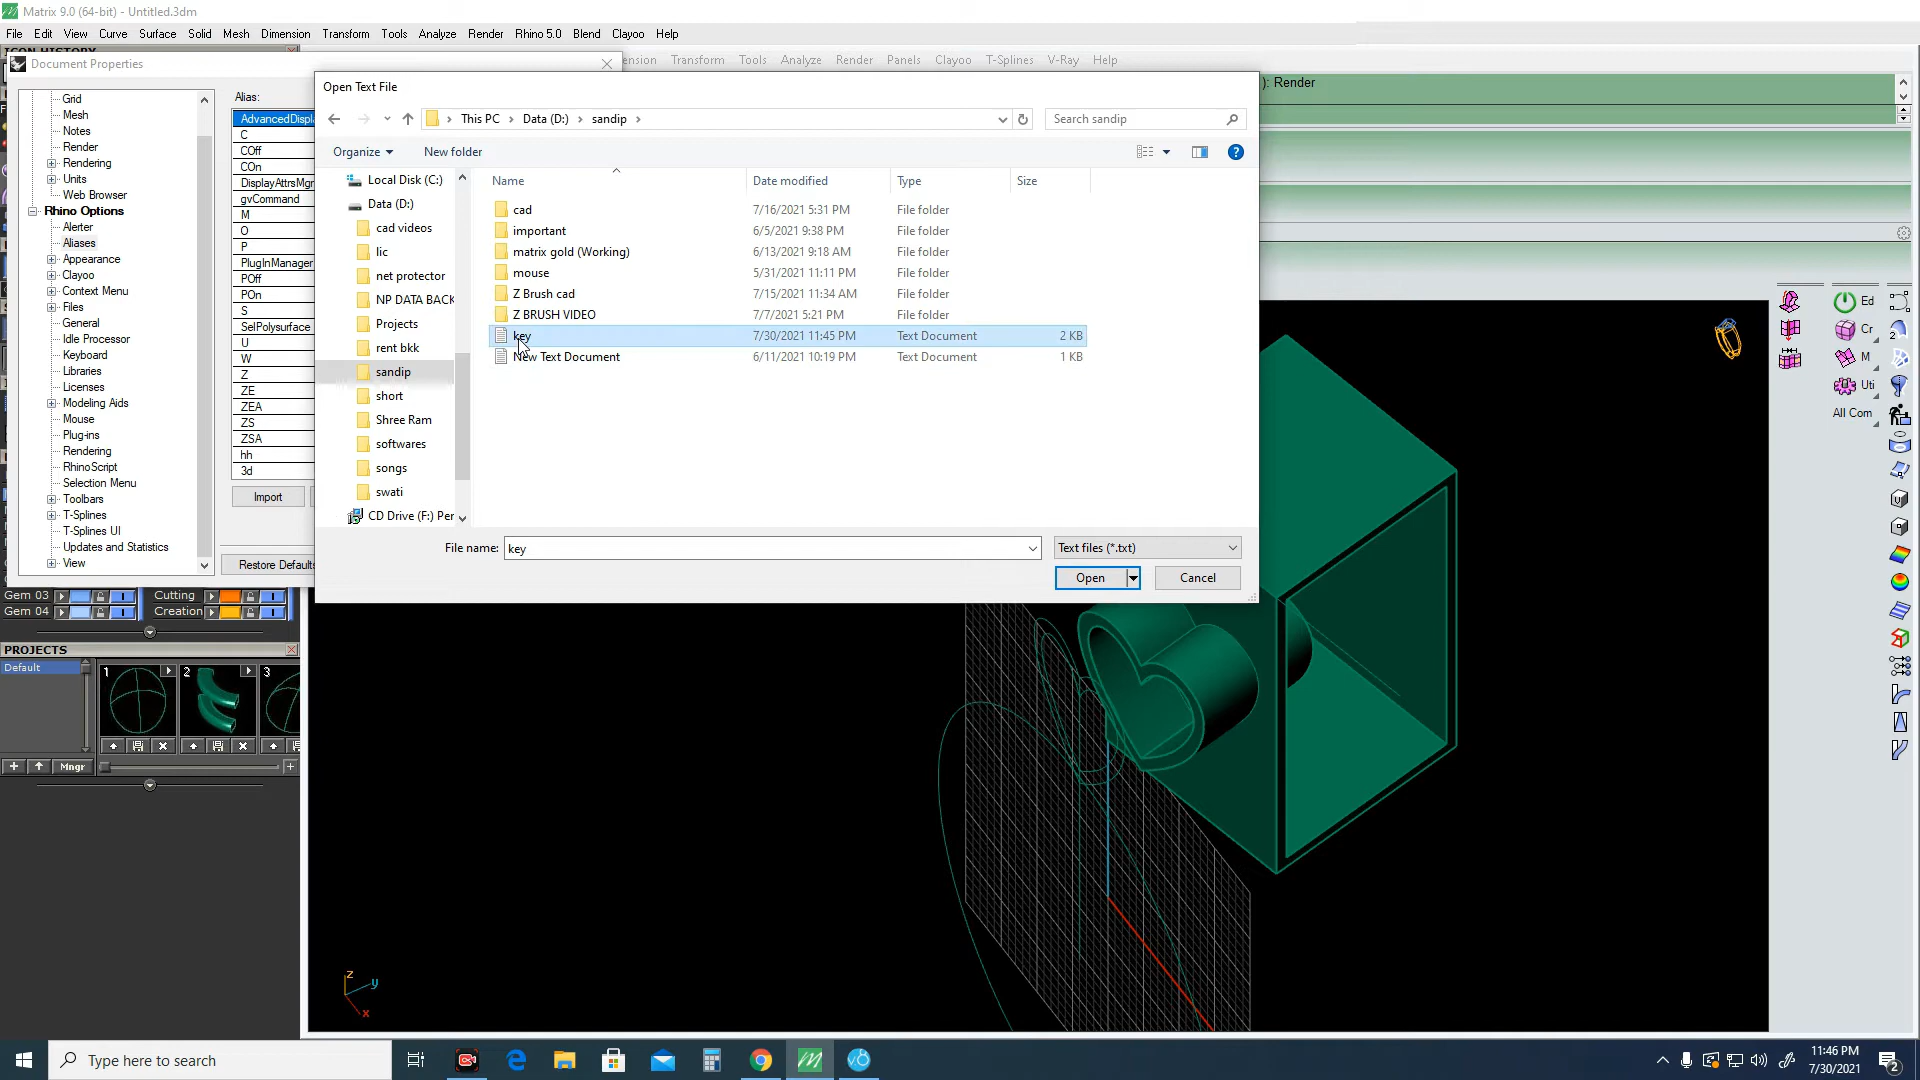 Matrix 9.0 (64-bit) - Untitled.3dm
File Edit View Curve Surface Solid Mesh Dimension Transform Tools Analyze Render Rhino 5.0 Blend Clayoo Help
Document Properties
Transform Tools Analyze Render Panels Clayoo T-Splines V-Ray Help
): Render
Grid
Mesh
Notes
Render
Rendering
Units
Web Browser
Rhino Options
Alerter
Aliases
Appearance
Clayoo
Context Menu
Files
General
Idle Processor
Keyboard
Libraries
Licenses
Modeling Aids
Mouse
Plug-ins
Rendering
RhinoScript
Selection Menu
Toolbars
T-Splines
T-Splines UI
Updates and Statistics
View
Alias:
AdvancedDispl
C
COff
COn
DisplayAttrsMgr
gvCommand
M
O
P
PlugInManager
POff
POn
S
SelPolysurface
U
W
Z
ZE
ZEA
ZS
ZSA
hh
3d
Import
Restore Defaults
Open Text File
This PC > Data (D:) > sandip >
Search sandip
Organize New folder
Local Disk (C:)
Data (D:)
cad videos
lic
net protector
NP DATA BACK
Projects
rent bkk
sandip
short
Shree Ram
softwares
songs
swati
CD Drive (F:) Per
Name Date modified Type Size
cad 7/16/2021 5:31 PM File folder
important 6/5/2021 9:38 PM File folder
matrix gold (Working) 6/13/2021 9:18 AM File folder
mouse 5/31/2021 11:11 PM File folder
Z Brush cad 7/15/2021 11:34 AM File folder
Z BRUSH VIDEO 7/7/2021 5:21 PM File folder
key 7/30/2021 11:45 PM Text Document 2 KB
New Text Document 6/11/2021 10:19 PM Text Document 1 KB
File name: key Text files (*.txt)
Open Cancel
Ed
Cr
M
Uti
All Com
Gem 03 Cutting
Gem 04 Creation
PROJECTS
Default
1 2 3
Mngr
z
y
x
Type here to search
11:46 PM
7/30/2021
2